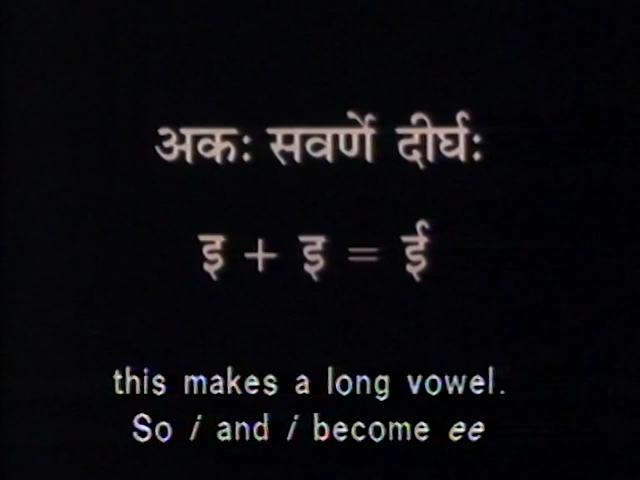 अकः सवर्णे दीर्घः
इ + इ = ई
this makes a long vowel.
So i and i become ee